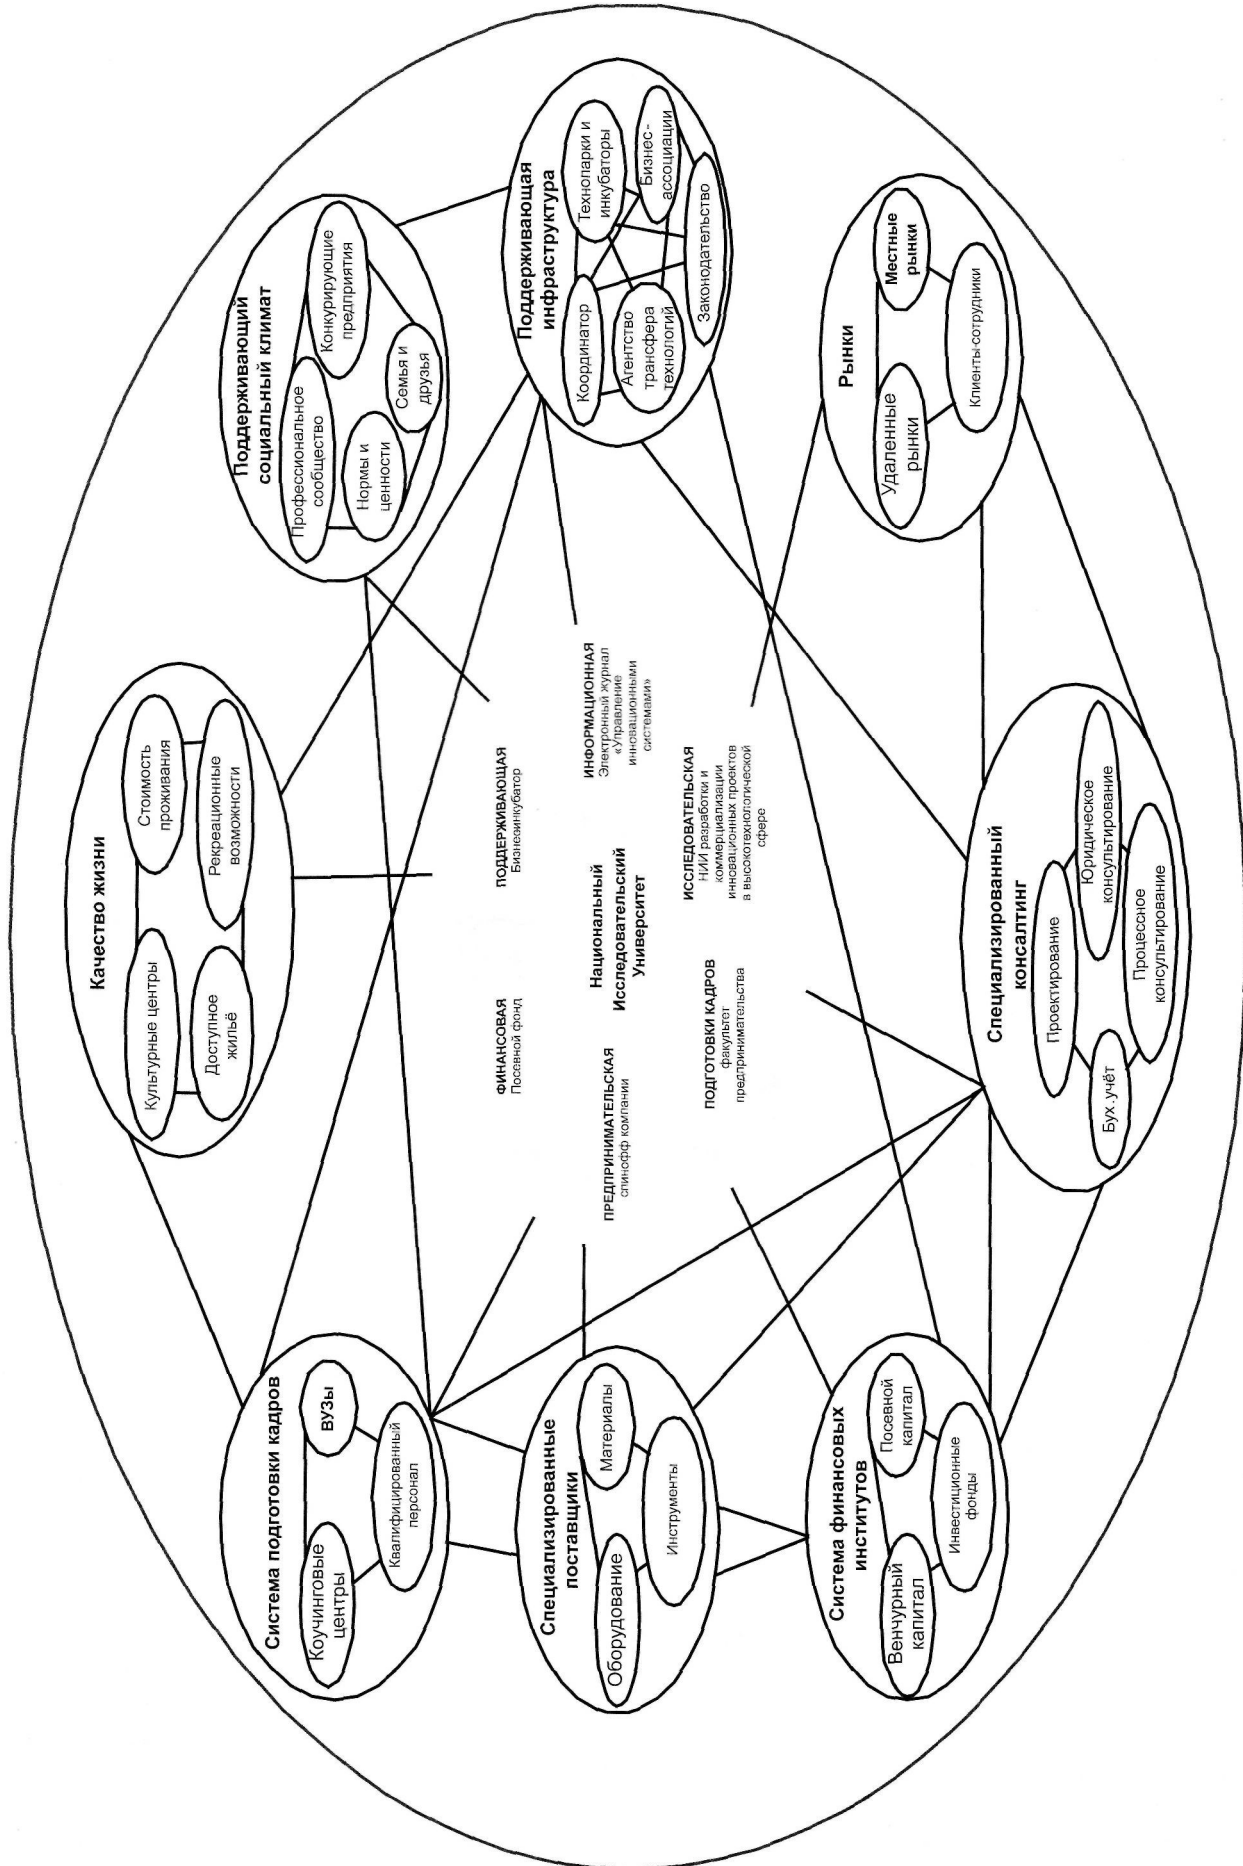 Качество жизни
Культурные центры
Стоимость
проживания
Доступное
жильё
Рекреационные
возможности
Система подготовки кадров
Коучинговые
центры
ВУЗы
Квалифицированный
персонал
Поддерживающий
социальный климат
Профессиональное
сообщество
Конкурирующие
предприятия
Нормы и
ценности
Семья и
друзья
ФИНАНСОВАЯ
Посевной фонд
ПОДДЕРЖИВАЮЩАЯ
Бизнеинкубатор
Специализированные
поставщики
Оборудование
Материалы
Инструменты
ПРЕДПРИНИМАТЕЛЬСКАЯ
спинофф компании
Национальный
Исследовательский
Университет
ИНФОРМАЦИОННАЯ
Электронный журнал
«Управление
инновационными
системами»
Поддерживающая
инфраструктура
Координатор
Технопарки и
инкубаторы
Агентство
трансфера
технологий
Бизнес-
ассоциации
Законодательство
ПОДГОТОВКИ КАДРОВ
факультет
предпринимательства
ИССЛЕДОВАТЕЛЬСКАЯ
НИИ разработки и
коммерциализации
инновационных проектов
в высокотехнологической
сфере
Система финансовых
институтов
Венчурный
капитал
Посевной
капитал
Инвестиционные
фонды
Рынки
Удаленные
рынки
Местные
рынки
Клиенты-сотрудники
Специализированный
консалтинг
Проектирование
Бух.учёт
Юридическое
консультирование
Процессное
консультирование